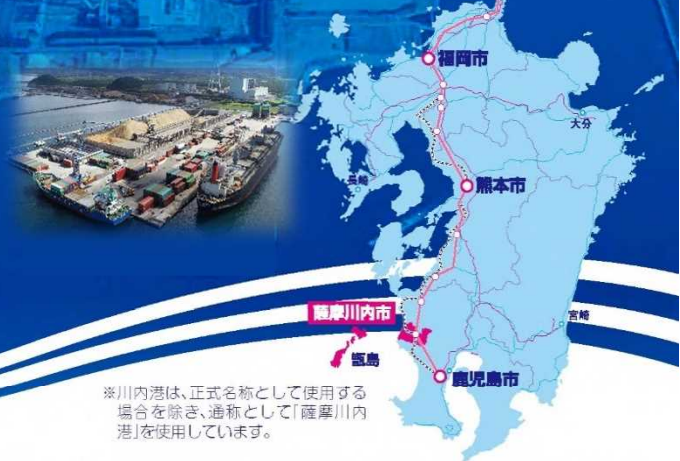 福岡市
大分
長崎
熊本市
薩摩川内市
宮崎
甑島
鹿児島市
※川内港は、正式名称として使用する
場合を除き、通称として「薩摩川内
港」を使用しています。